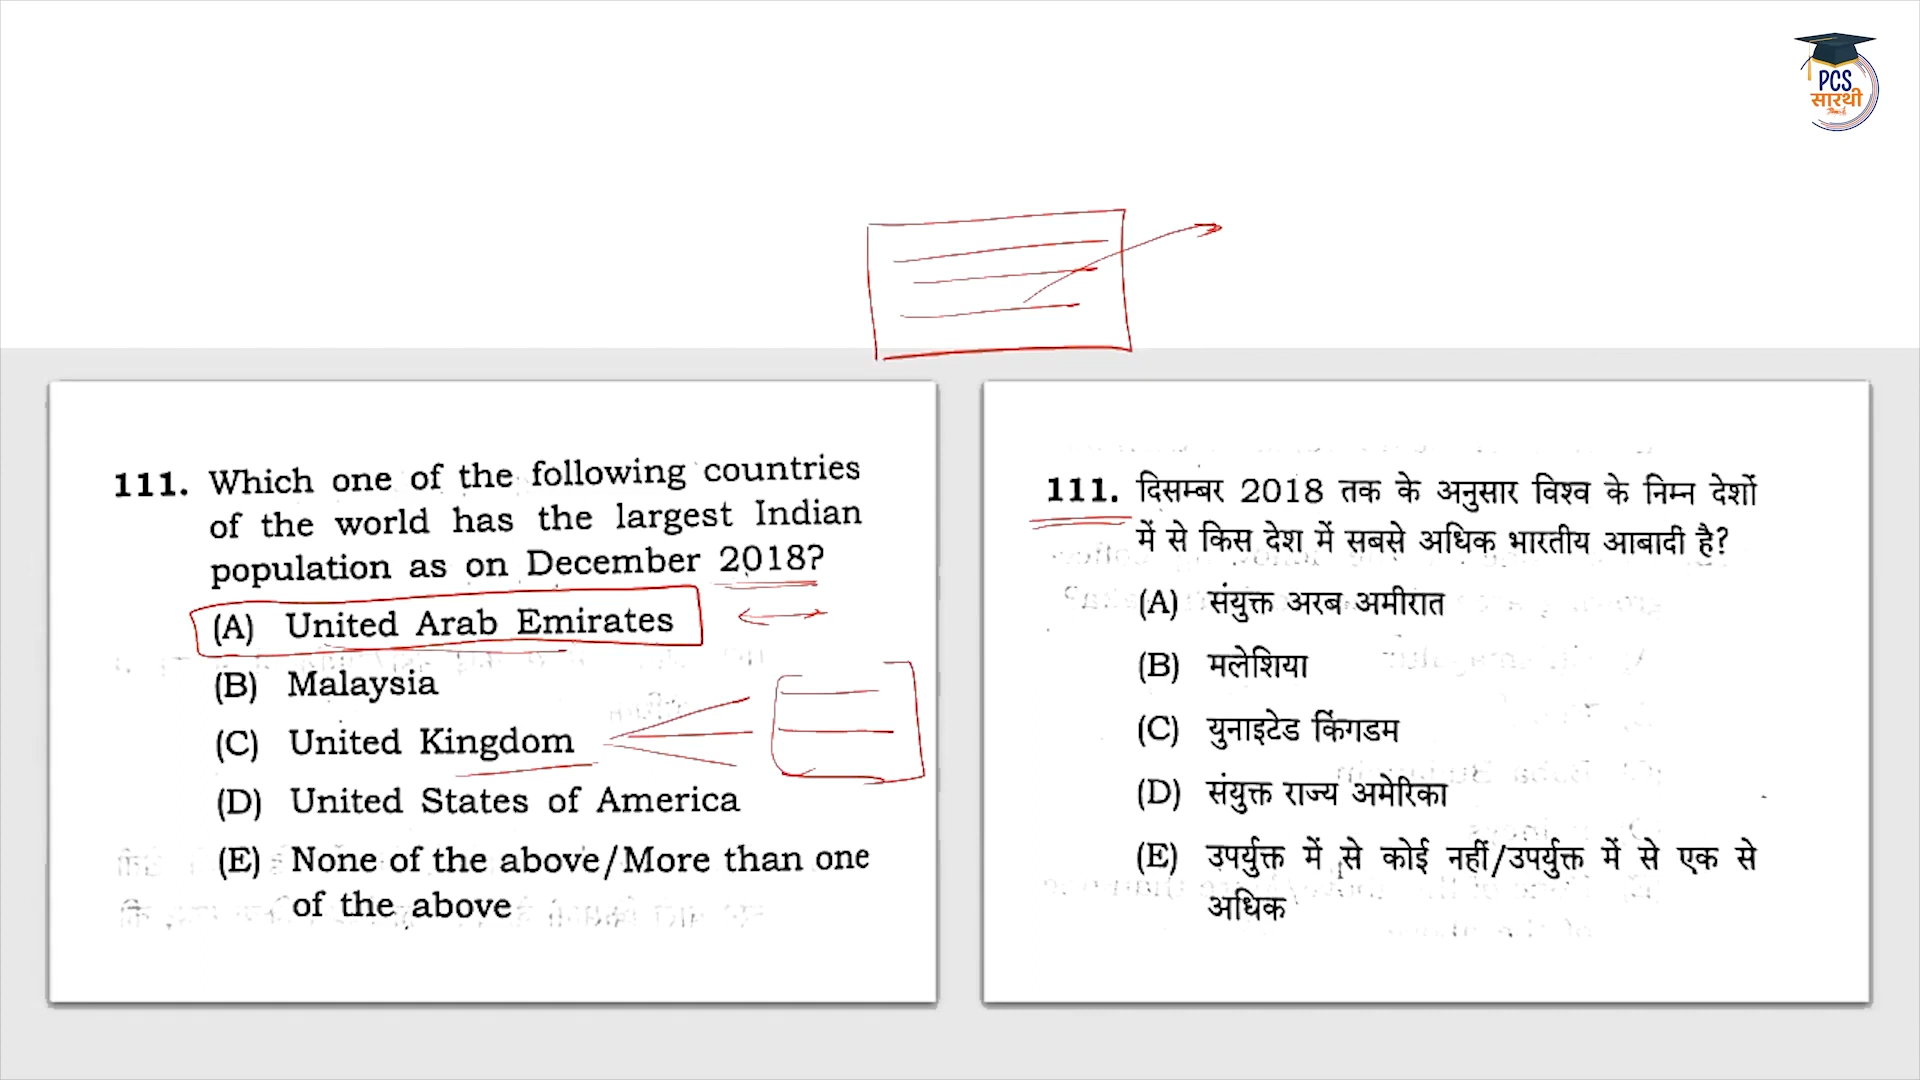 PCS
सारथी
111. Which one of the following countries
of the world has the largest Indian
population as on December 2018?
(A) United Arab Emirates
(B) Malaysia
(C) United Kingdom
(D) United States of America
(E) None of the above/More than one
of the above
111. दिसम्बर 2018 तक के अनुसार विश्व के निम्न देशों
में से किस देश में सबसे अधिक भारतीय आबादी है?
(A) संयुक्त अरब अमीरात
(B) मलेशिया
(C) युनाइटेड किंगडम
(D) संयुक्त राज्य अमेरिका
(E) उपर्युक्त में से कोई नहीं/उपर्युक्त में से एक से
अधिक